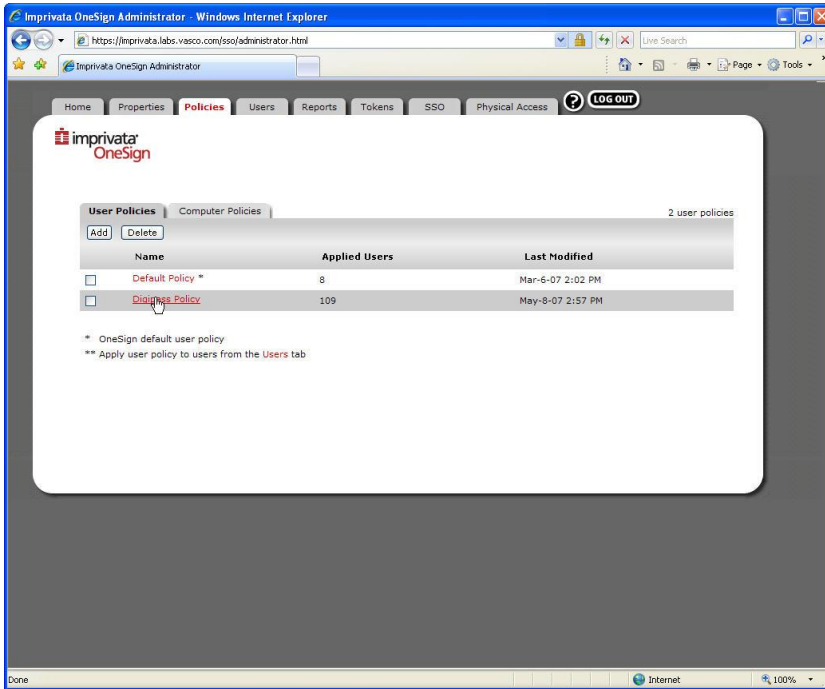 Imprivata OneSign Administrator - Windows Internet Explorer
https://imprivata.labs.vasco.com/sso/administrator.html
Live Search
Imprivata OneSign Administrator
Page Tools
Home Properties Policies Users Reports Tokens SSO Physical Access ? LOG OUT
imprivata
OneSign
User Policies Computer Policies 2 user policies
Add Delete
Name Applied Users Last Modified
Default Policy * 8 Mar-6-07 2:02 PM
Digipass Policy 109 May-8-07 2:57 PM
* OneSign default user policy
** Apply user policy to users from the Users tab
Done Internet 100%